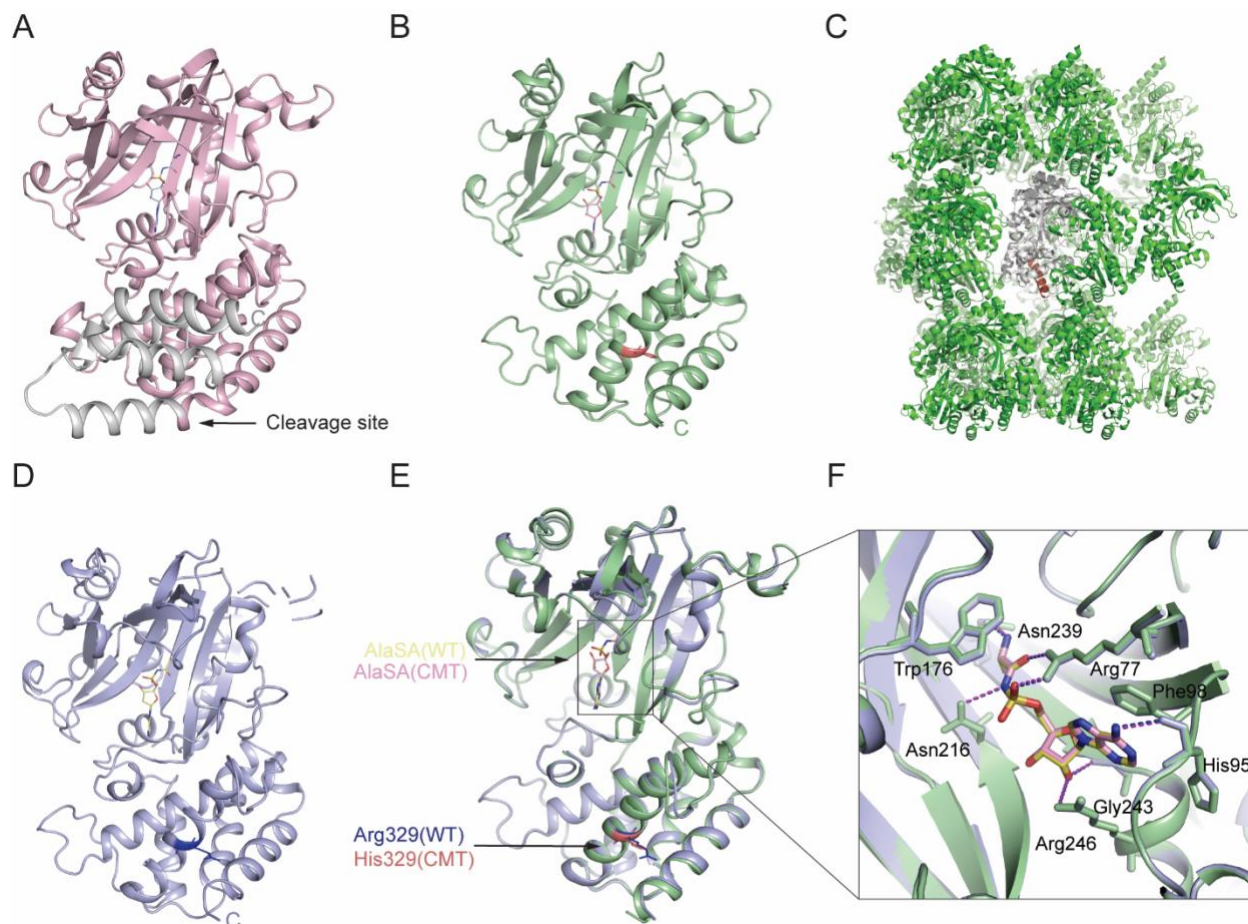 A
B
C
C
Cleavage site
C
D
E
F
AlaSA(WT)
AlaSA(CMT)
Arg329(WT)
His329(CMT)
C
Asn239
Trp176
Arg77
Phe98
Asn216
His95
Gly243
Arg246